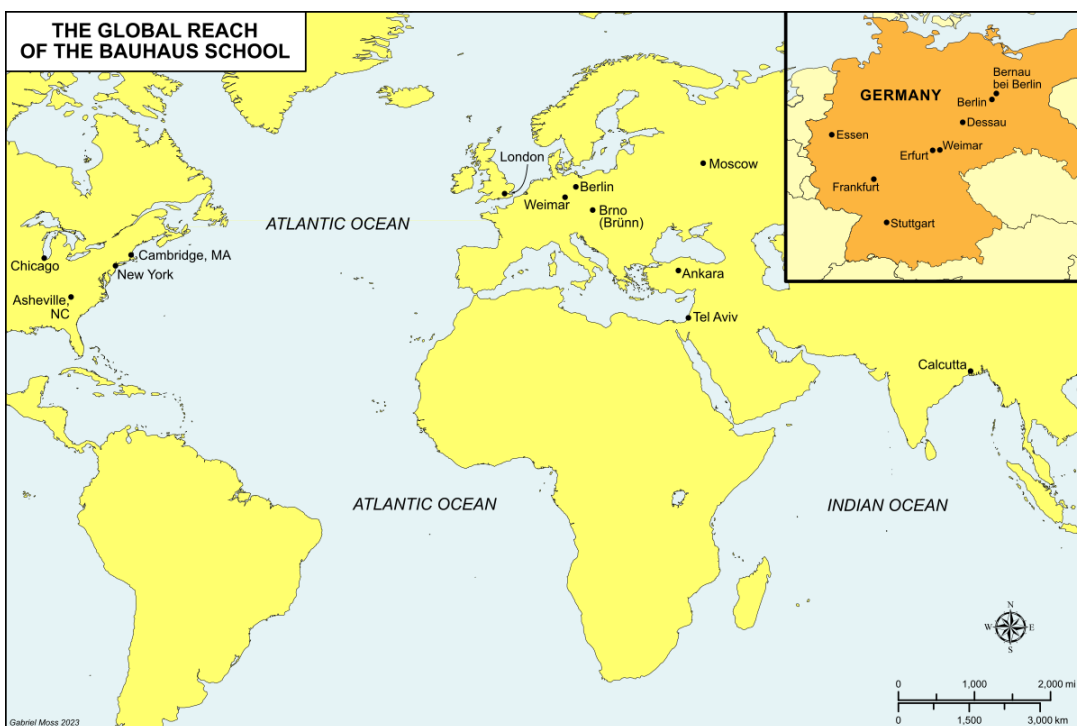 THE GLOBAL REACH
OF THE BAUHAUS SCHOOL
GERMANY
Bernau
bei Berlin
Berlin
Dessau
Essen
Erfurt
Weimar
Frankfurt
Stuttgart
London
Moscow
Berlin
Weimar
Brno
(Brünn)
ATLANTIC OCEAN
Chicago
Cambridge, MA
New York
Asheville,
NC
Ankara
Tel Aviv
Calcutta
ATLANTIC OCEAN
INDIAN OCEAN
N
W
E
S
0
1,000
2,000 mi
0
1,500
3,000 km
Gabriel Moss 2023